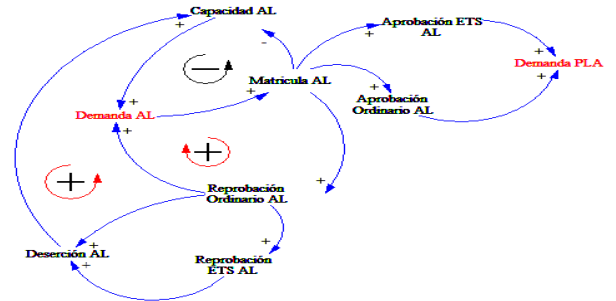 Capacidad AL
Aprobación ETS
AL
+
+
-
Matricula AL
Demanda PLA
+
+
+
+
Demanda AL
+
Aprobación
Ordinario AL
+
+
Reprobación
Ordinario AL
+
+
Deserción AL
+
Reprobación
ETS AL